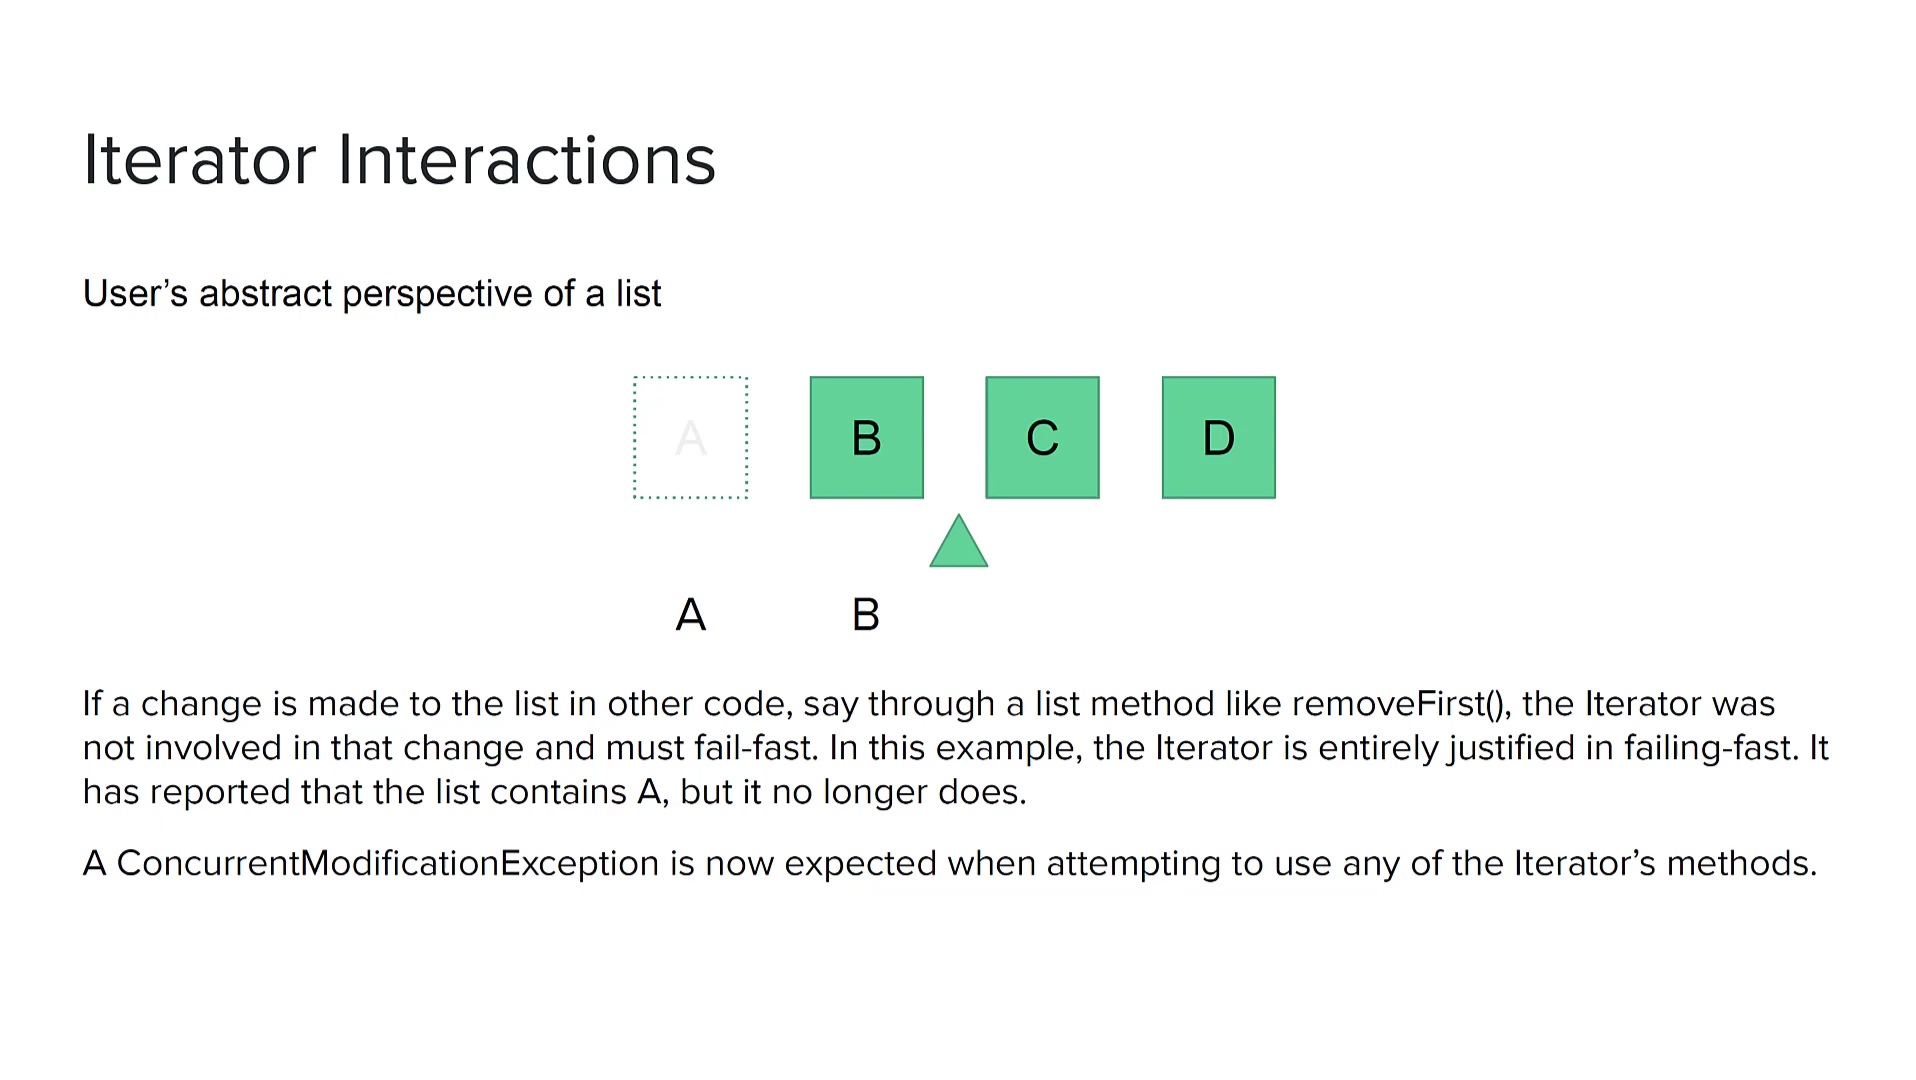 Iterator Interactions
User’s abstract perspective of a list
A B C D
A B
If a change is made to the list in other code, say through a list method like removeFirst(), the Iterator was
not involved in that change and must fail-fast. In this example, the Iterator is entirely justified in failing-fast. It
has reported that the list contains A, but it no longer does.
A ConcurrentModificationException is now expected when attempting to use any of the Iterator’s methods.